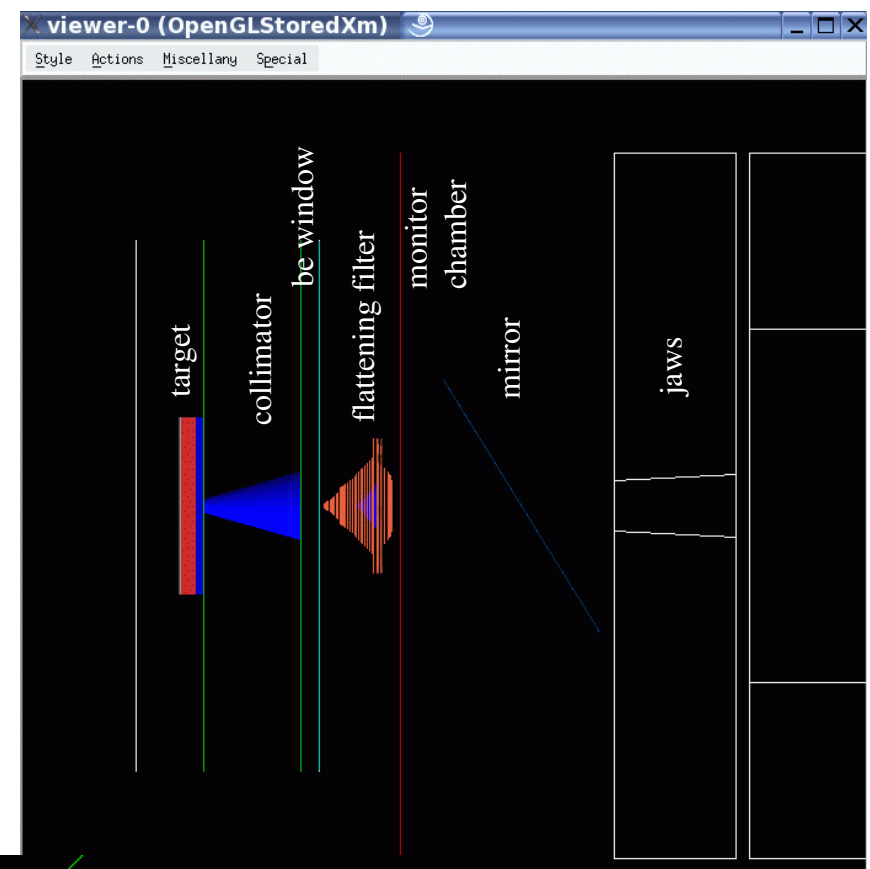 viewer-0 (OpenGLStoredXm)
Style Actions Miscellany Special
target
collimator
be window
flattening filter
monitor
chamber
mirror
jaws